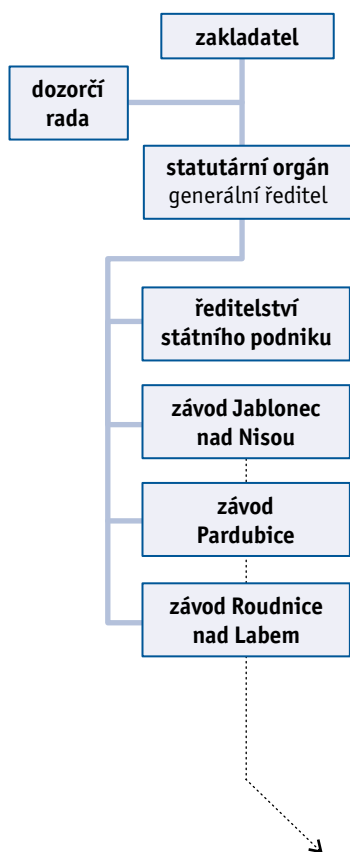 zakladatel
dozorčí
rada
statutární orgán
generální ředitel
ředitelství
státního podniku
závod Jablonec
nad Nisou
závod
Pardubice
závod Roudnice
nad Labem